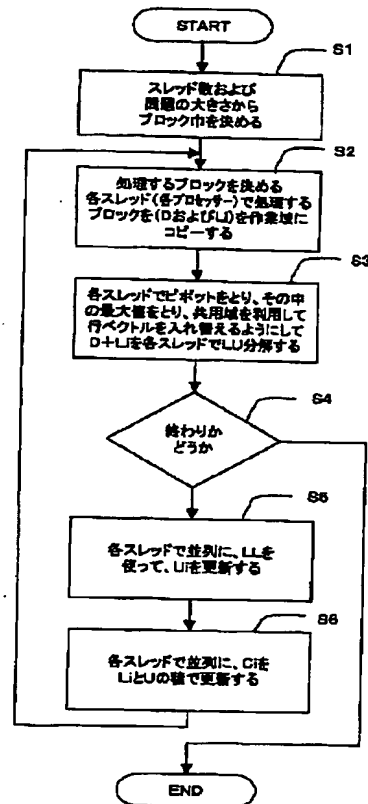 START
S1
スレッド数および
問題の大きさから
ブロック巾を決める
S2
処理するブロックを決める
各スレッド(各プロセッサー)で処理する
ブロックを(DおよびLi)を作業域に
コピーする
S3
各スレッドでピボットをとり、その中
の最大値をとり、共用域を利用して
行ベクトルを入れ替えるようにして
D+Liを各スレッドでLU分解する
S4
終わりか
どうか
S5
各スレッドで並列に、LLを
使って、Uiを更新する
S6
各スレッドで並列に、Ciを
LiとUの積で更新する
END